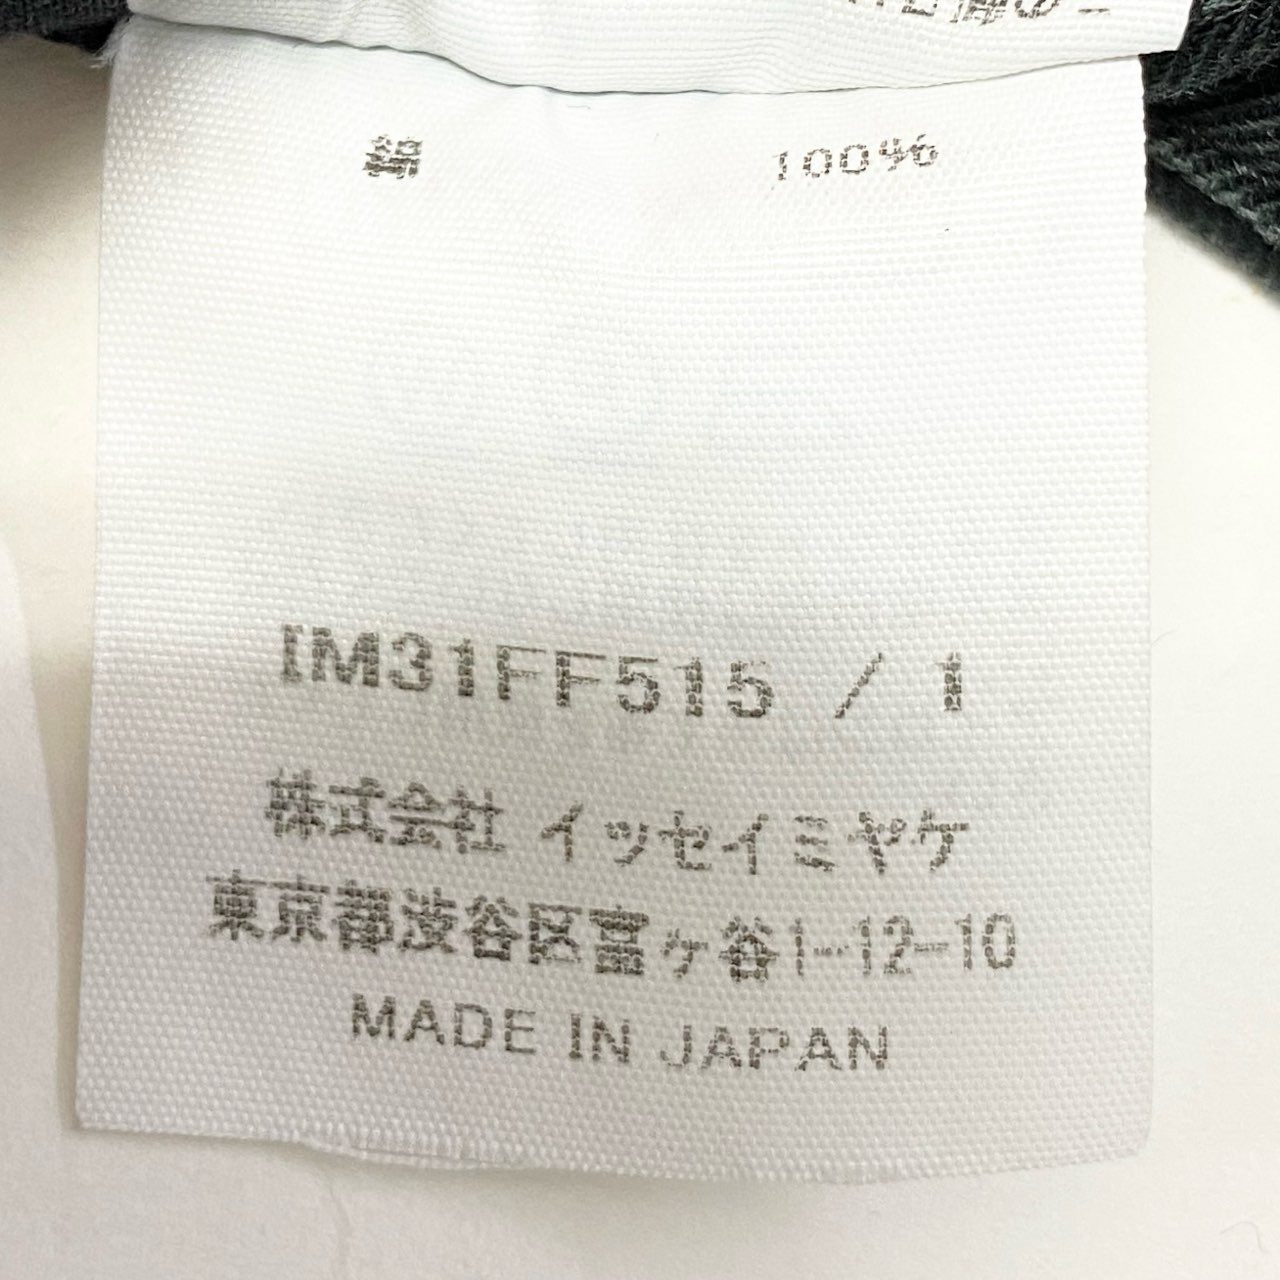 綿 100%
IM31FF515 / 1
株式会社 イッセイミヤケ
東京都渋谷区富ヶ谷1-12-10
MADE IN JAPAN